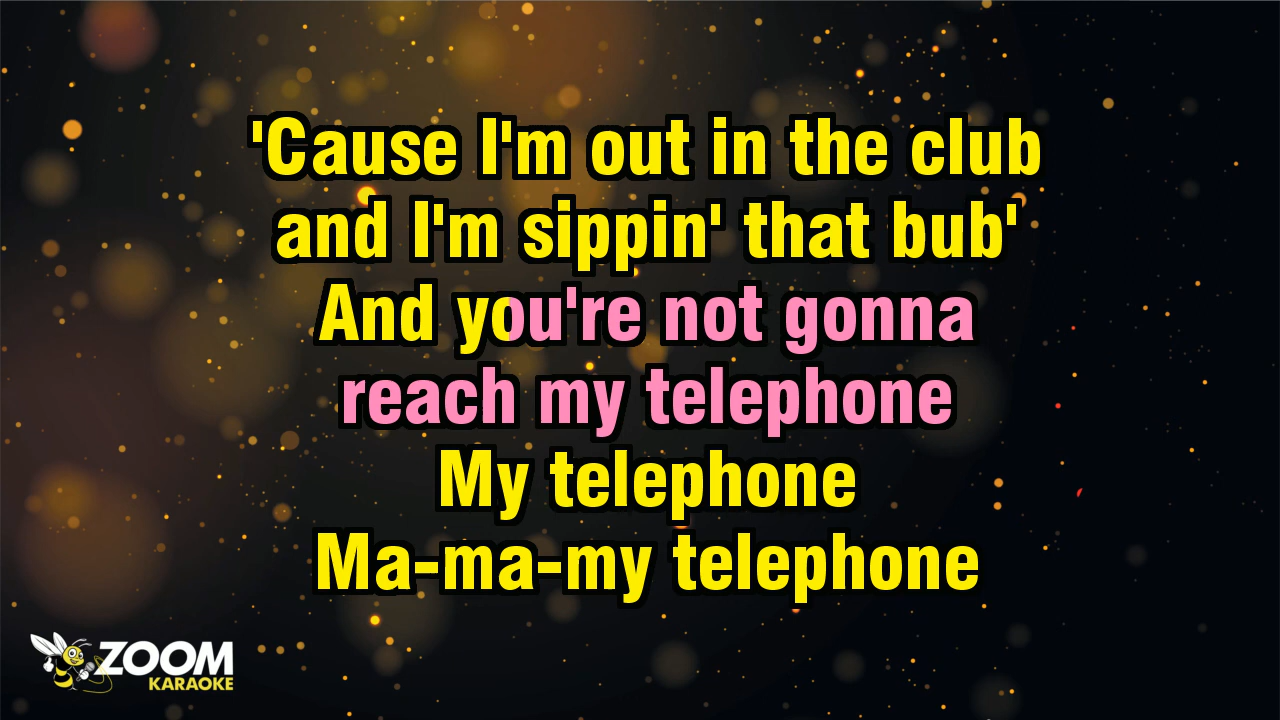 'Cause I'm out in the club
and I'm sippin' that bub'
And you're not gonna
reach my telephone
My telephone
Ma-ma-my telephone
ZOOM
KARAOKE